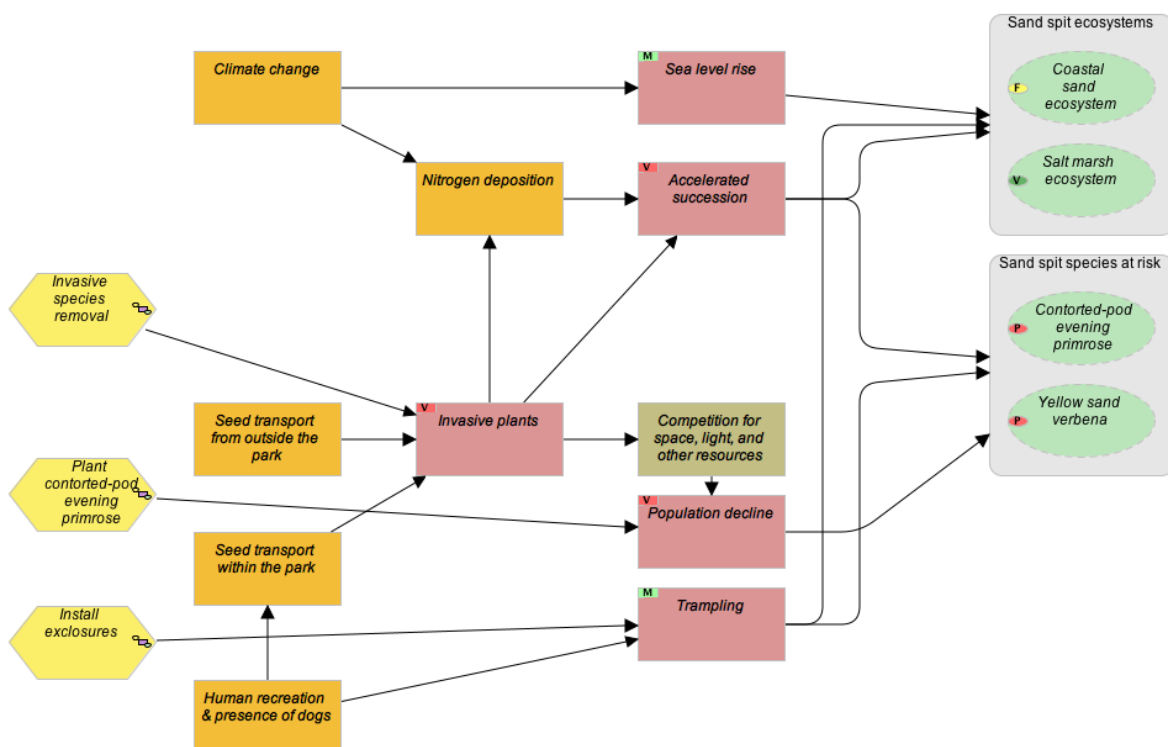 Sand spit ecosystems
Climate change
M
Sea level rise
F
Coastal
sand
ecosystem
Nitrogen deposition
V
Accelerated
succession
V
Salt marsh
ecosystem
Sand spit species at risk
Invasive
species
removal
P
Contorted-pod
evening
primrose
Seed transport
from outside the
park
V
Invasive plants
Competition for
space, light, and
other resources
P
Yellow sand
verbena
Plant
contorted-pod
evening
primrose
V
Population decline
Seed transport
within the park
Install
exclosures
M
Trampling
Human recreation
& presence of dogs